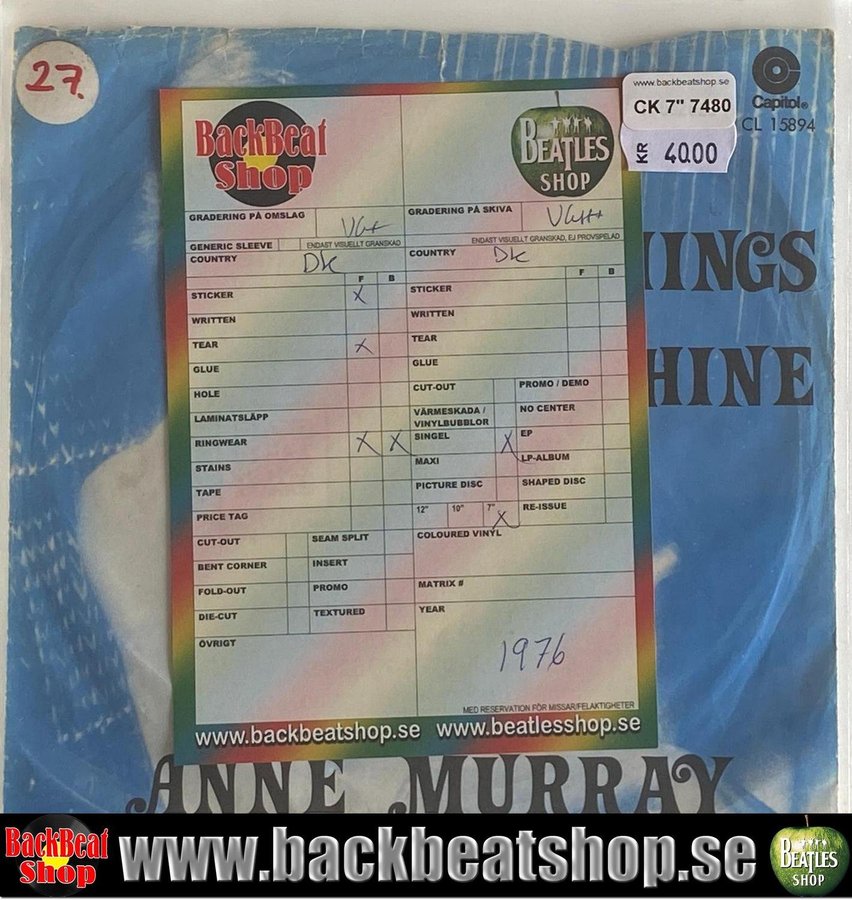 27.
Capitol®
CL 15894
www.backbeatshop.se
CK 7" 7480
KR 40.00
INGS
HINE
BackBeat
Shop
BEATLES
SHOP
GRADERING PÅ OMSLAG VG+
GENERIC SLEEVE ENDAST VISUELLT GRANSKAD
COUNTRY DK
F B
STICKER X
WRITTEN
TEAR X
GLUE
HOLE
LAMINATSLÄPP
RINGWEAR X X
STAINS
TAPE
PRICE TAG
CUT-OUT SEAM SPLIT
BENT CORNER INSERT
FOLD-OUT PROMO
DIE-CUT TEXTURED
ÖVRIGT
GRADERING PÅ SKIVA VG++
ENDAST VISUELLT GRANSKAD, EJ PROVSPELAD
COUNTRY DK
F B
STICKER
WRITTEN
TEAR
GLUE
CUT-OUT PROMO / DEMO
VÄRMESKADA / NO CENTER
VINYLBUBBLOR
SINGEL X EP
MAXI LP-ALBUM
PICTURE DISC SHAPED DISC
12" 10" 7" X RE-ISSUE
COLOURED VINYL
MATRIX #
YEAR
1976
MED RESERVATION FÖR MISSAR/FELAKTIGHETER
www.backbeatshop.se www.beatlesshop.se
ANNE MURRAY
BackBeat
Shop
www.backbeatshop.se
BEATLES
SHOP